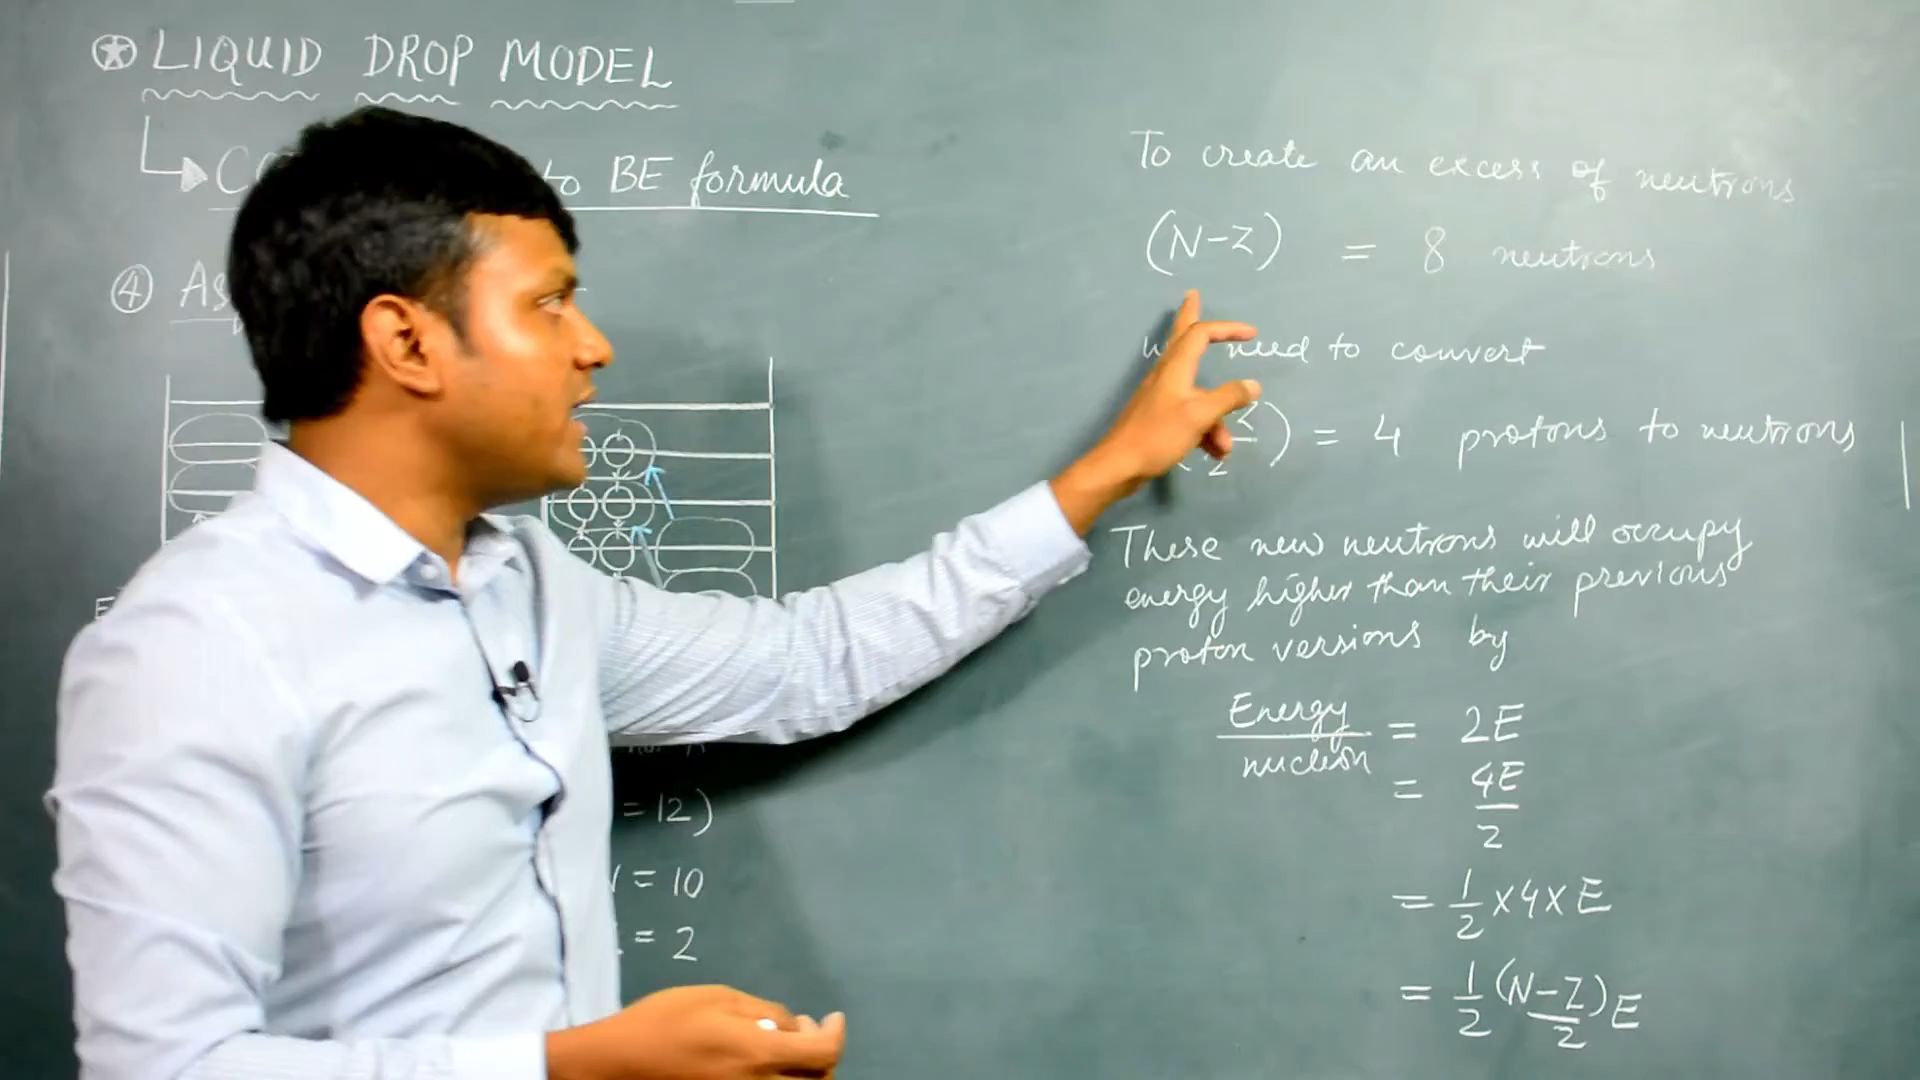 LIQUID DROP MODEL
to BE formula
④ As
= 12)
= 10
= 2
To create an excess of neutrons
(N-Z) = 8 neutrons
need to convert
2) = 4 protons to neutrons
These new neutrons will occupy
energy higher than their previous
proton versions by
Energy/nucleon = 2E
= 4E/2
= 1/2 x 4 x E
= 1/2 (N-Z/2) E